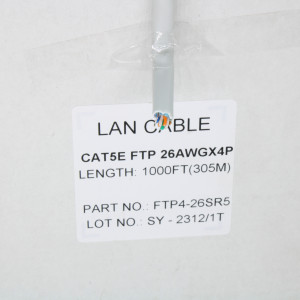 LAN CABLE
CAT5E FTP 26AWGX4P
LENGTH: 1000FT(305M)
PART NO.: FTP4-26SR5
LOT NO.: SY - 2312/1T